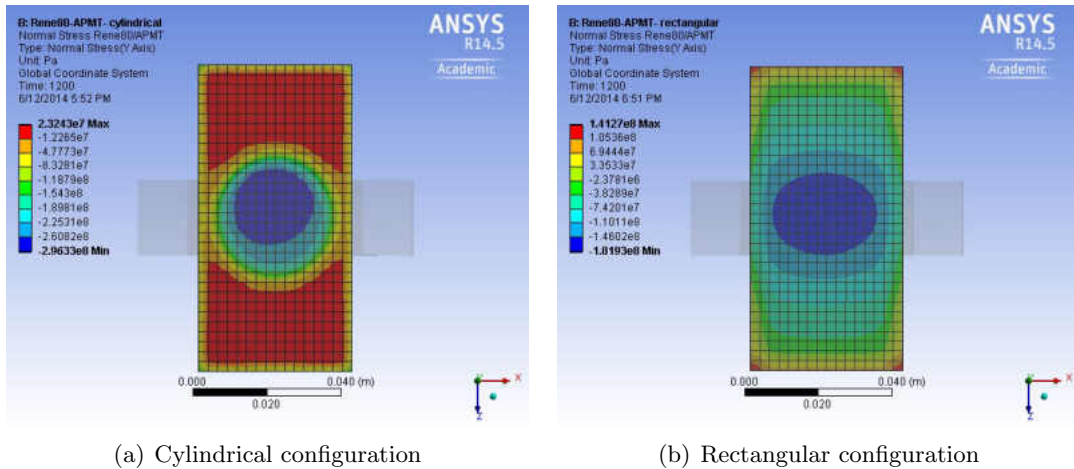 B: Rene80-APMT- cylindrical
Normal Stress Rene80/APMT
Type: Normal Stress(Y Axis)
Unit: Pa
Global Coordinate System
Time: 1200
6/12/2014 5:52 PM
2.3243e7 Max
-1.2265e7
-4.7773e7
-8.3281e7
-1.1879e8
-1.543e8
-1.8981e8
-2.2531e8
-2.6082e8
-2.9633e8 Min
ANSYS
R14.5
Academic
0.000
0.040 (m)
0.020
X
Y
Z
B: Rene80-APMT- rectangular
Normal Stress Rene80/APMT
Type: Normal Stress(Y Axis)
Unit: Pa
Global Coordinate System
Time: 1200
6/12/2014 6:51 PM
1.4127e8 Max
1.0536e8
6.9444e7
3.3533e7
-2.3781e6
-3.8289e7
-7.4201e7
-1.1011e8
-1.4602e8
-1.8193e8 Min
ANSYS
R14.5
Academic
0.000
0.040 (m)
0.020
X
Y
Z
(a) Cylindrical configuration
(b) Rectangular configuration